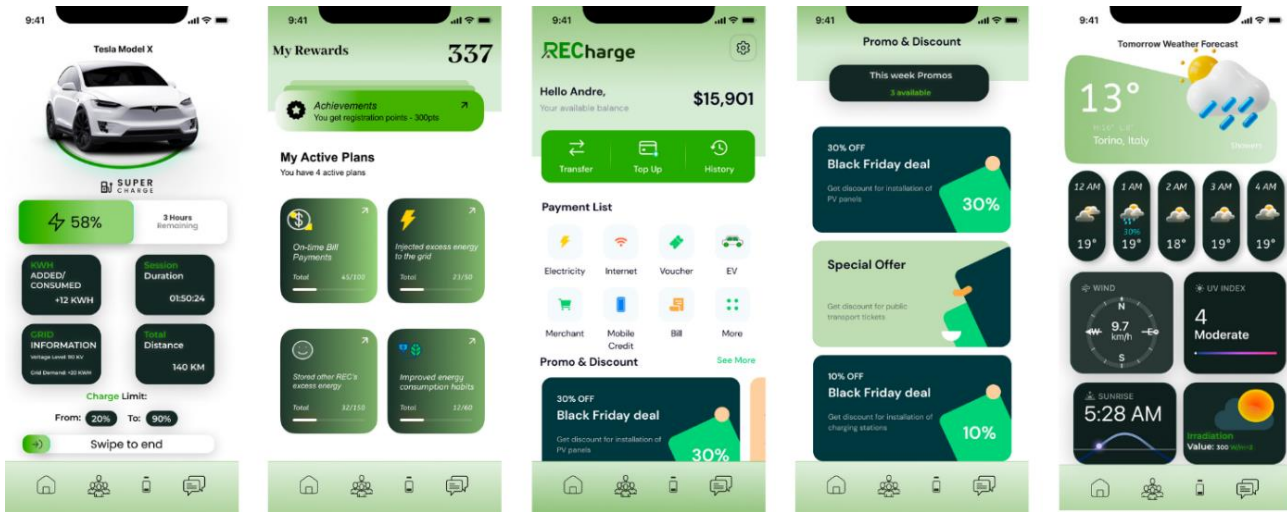 9:41
Tesla Model X
SUPER
CHARGE
58%
3 Hours
Remaining
KWH
ADDED/
CONSUMED
+12 KWH
Session
Duration
01:50:24
GRID
INFORMATION
Voltage Level: 110 KV
Grid Demand: +20 KWH
Total
Distance
140 KM
Charge Limit:
From: 20% To: 90%
Swipe to end
9:41
My Rewards
337
Achievements
You get registration points - 300pts
My Active Plans
You have 4 active plans
On-time Bill
Payments
Total 45/100
Injected excess energy
to the grid
Total 23/50
Stored other REC's
excess energy
Total 32/150
Improved energy
consumption habits
Total 12/60
9:41
RECharge
Hello Andre,
Your available balance
$15,901
Transfer
Top Up
History
Payment List
Electricity
Internet
Voucher
EV
Merchant
Mobile
Credit
Bill
More
Promo & Discount
See More
30% OFF
Black Friday deal
Get discount for installation of
PV panels
30%
9:41
Promo & Discount
This week Promos
3 available
30% OFF
Black Friday deal
Get discount for installation of
PV panels
30%
Special Offer
Get discount for public
transport tickets
10% OFF
Black Friday deal
Get discount for installation of
charging stations
10%
9:41
Tomorrow Weather Forecast
13°
Torino, Italy
Showers
12 AM
19°
1 AM
30%
19°
2 AM
18°
3 AM
19°
4 AM
19°
WIND
N
W
9.7
km/h
E
S
UV INDEX
4
Moderate
SUNRISE
5:28 AM
Irradiation
Value: 300